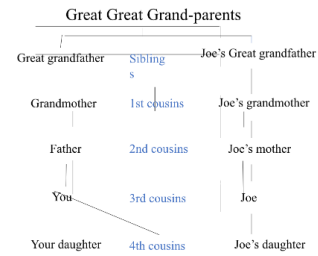 Great Great Grand-parents
Great grandfather Sibling Joe's Great grandfather
s
Grandmother 1st cousins Joe's grandmother
Father 2nd cousins Joe's mother
You 3rd cousins Joe
Your daughter 4th cousins Joe's daughter